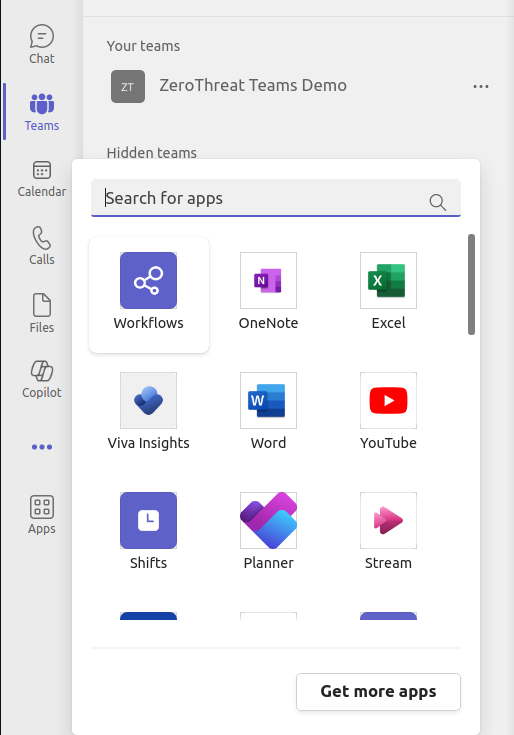 Chat
Teams
Calendar
Calls
Files
Copilot
Apps
Your teams
ZT ZeroThreat Teams Demo
Hidden teams
Search for apps
Workflows OneNote Excel
Viva Insights Word YouTube
Shifts Planner Stream
Get more apps